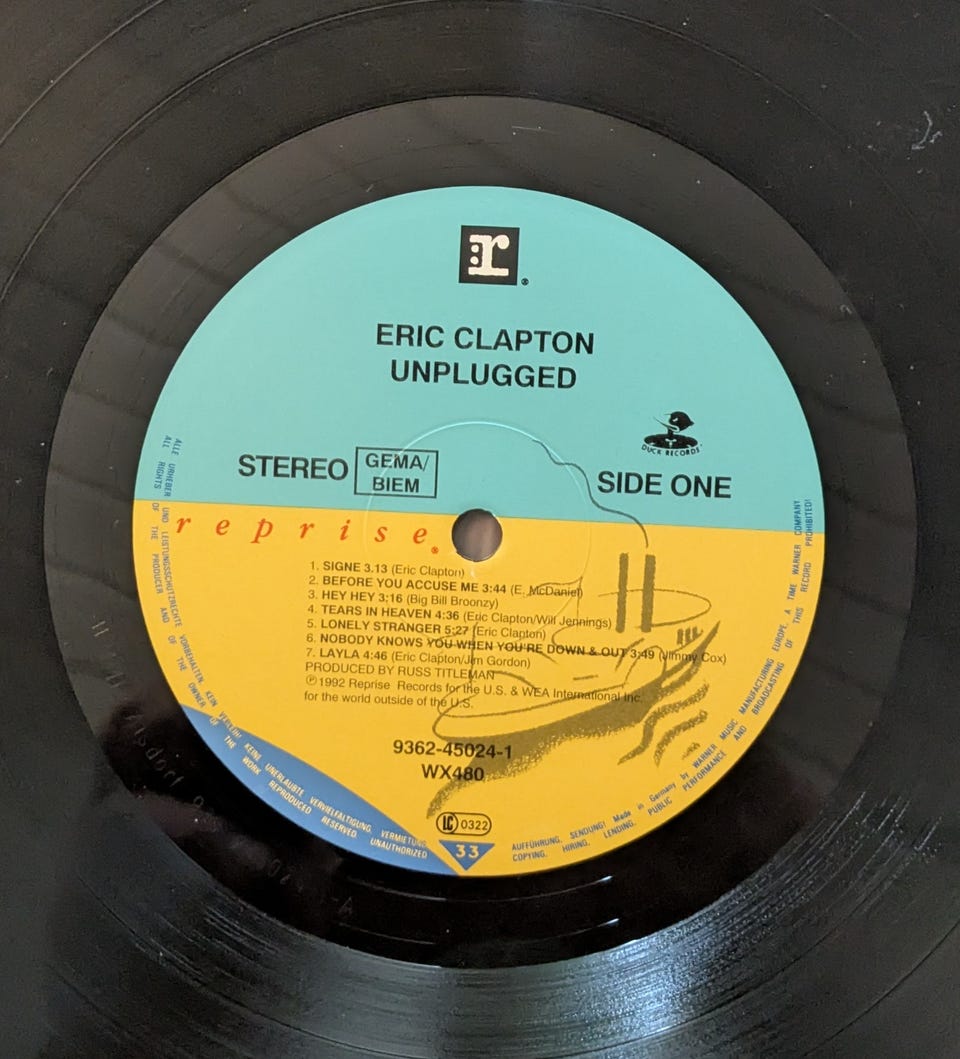 r
®
ERIC CLAPTON
UNPLUGGED
DUCK RECORDS
STEREO
GEMA/
BIEM
SIDE ONE
reprise®
1. SIGNE 3.13 (Eric Clapton)
2. BEFORE YOU ACCUSE ME 3:44 (E. McDaniel)
3. HEY HEY 3:16 (Big Bill Broonzy)
4. TEARS IN HEAVEN 4:36 (Eric Clapton/Will Jennings)
5. LONELY STRANGER 5:27 (Eric Clapton)
6. NOBODY KNOWS YOU WHEN YOU'RE DOWN & OUT 3:49 (Jimmy Cox)
7. LAYLA 4:46 (Eric Clapton/Jim Gordon)
PRODUCED BY RUSS TITLEMAN
℗1992 Reprise Records for the U.S. & WEA International Inc.
for the world outside of the U.S.
9362-45024-1
WX480
LC 0322
33
ALLE URHEBER UND LEISTUNGSSCHUTZRECHTE VORBEHALTEN. KEIN VERLEIH! KEINE UNERLAUBTE VERVIELFÄLTIGUNG, VERMIETUNG,
AUFFÜHRUNG, SENDUNG! Made in Germany by WARNER MUSIC MANUFACTURING EUROPE, A TIME WARNER COMPANY
ALL RIGHTS OF THE PRODUCER AND OF THE OWNER OF THE WORK REPRODUCED RESERVED. UNAUTHORIZED
COPYING, HIRING, LENDING, PUBLIC PERFORMANCE AND BROADCASTING OF THIS RECORD PROHIBITED!